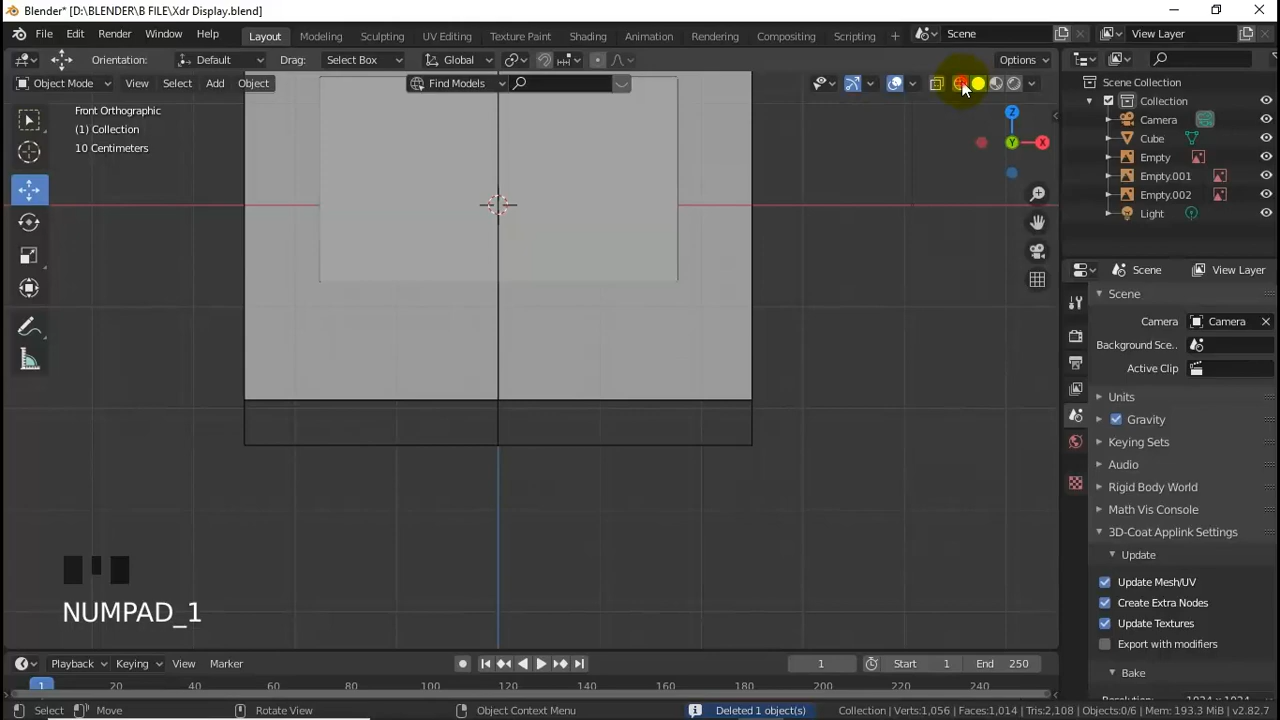 Blender* [D:\BLENDER\B FILE\Xdr Display.blend]
File Edit Render Window Help Layout Modeling Sculpting UV Editing Texture Paint Shading Animation Rendering Compositing Scripting + Scene View Layer
Orientation: Default Drag: Select Box Global Options
Object Mode View Select Add Object Find Models
Front Orthographic
(1) Collection
10 Centimeters
Z
Y
X
NUMPAD_1
Scene Collection
Collection
Camera
Cube
Empty
Empty.001
Empty.002
Light
Scene View Layer
Scene
Camera Camera
Background Sce..
Active Clip
Units
Gravity
Keying Sets
Audio
Rigid Body World
Math Vis Console
3D-Coat Applink Settings
Update
Update Mesh/UV
Create Extra Nodes
Update Textures
Export with modifiers
Bake
Playback Keying View Marker 1 Start 1 End 250
1 20 40 60 80 100 120 140 160 180 200 220 240
Select Move Rotate View Object Context Menu Deleted 1 object(s) Collection | Verts:1,056 | Faces:1,014 | Tris:2,108 | Objects:0/6 | Mem: 193.3 MiB | v2.82.7